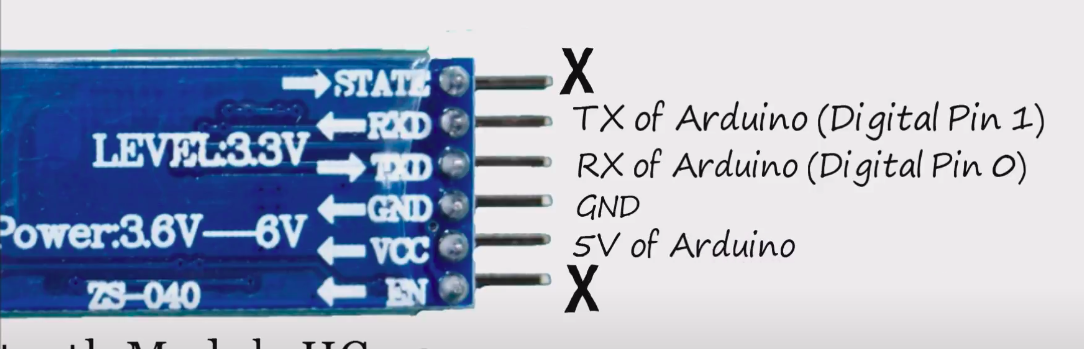 STATE X
RXD TX of Arduino (Digital Pin 1)
LEVEL:3.3V
TXD RX of Arduino (Digital Pin 0)
GND GND
Power:3.6V—6V
VCC 5V of Arduino
ZS-040 EN X